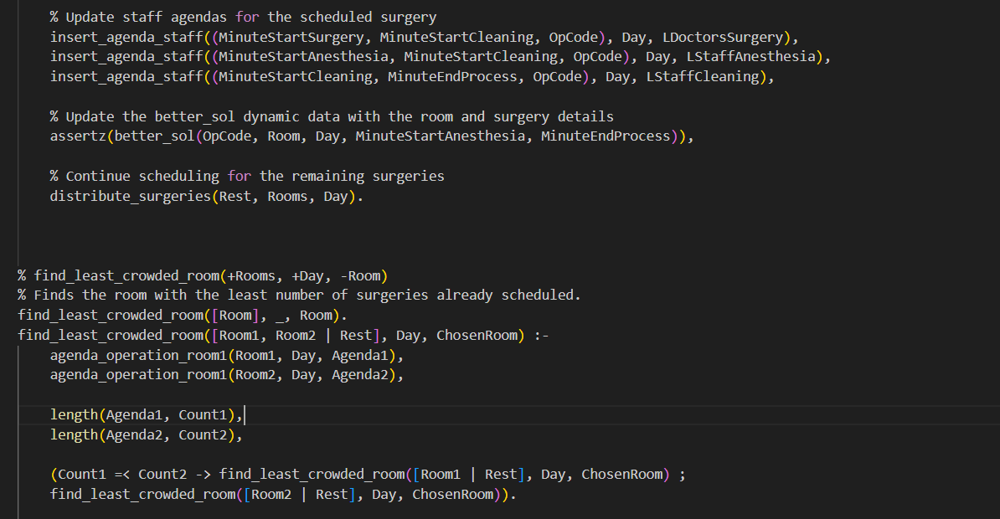 % Update staff agendas for the scheduled surgery
insert_agenda_staff((MinuteStartSurgery, MinuteStartCleaning, OpCode), Day, LDoctorsSurgery),
insert_agenda_staff((MinuteStartAnesthesia, MinuteStartCleaning, OpCode), Day, LStaffAnesthesia),
insert_agenda_staff((MinuteStartCleaning, MinuteEndProcess, OpCode), Day, LStaffCleaning),
% Update the better_sol dynamic data with the room and surgery details
assertz(better_sol(OpCode, Room, Day, MinuteStartAnesthesia, MinuteEndProcess)),
% Continue scheduling for the remaining surgeries
distribute_surgeries(Rest, Rooms, Day).
% find_least_crowded_room(+Rooms, +Day, -Room)
% Finds the room with the least number of surgeries already scheduled.
find_least_crowded_room([Room], _, Room).
find_least_crowded_room([Room1, Room2 | Rest], Day, ChosenRoom) :-
agenda_operation_room1(Room1, Day, Agenda1),
agenda_operation_room1(Room2, Day, Agenda2),
length(Agenda1, Count1),
length(Agenda2, Count2),
(Count1 =< Count2 -> find_least_crowded_room([Room1 | Rest], Day, ChosenRoom) ;
find_least_crowded_room([Room2 | Rest], Day, ChosenRoom)).